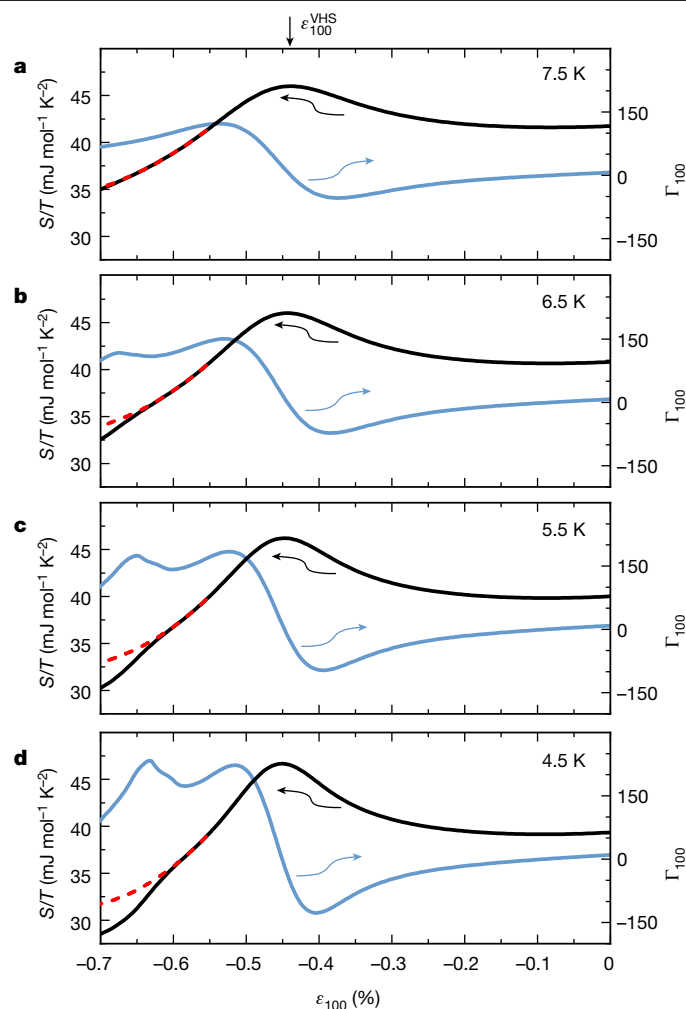 ε₁₀₀^VHS
a
7.5 K
S/T (mJ mol⁻¹ K⁻²)
45
40
35
30
150
0
−150
Γ₁₀₀
b
6.5 K
S/T (mJ mol⁻¹ K⁻²)
45
40
35
30
150
0
−150
Γ₁₀₀
c
5.5 K
S/T (mJ mol⁻¹ K⁻²)
45
40
35
30
150
0
−150
Γ₁₀₀
d
4.5 K
S/T (mJ mol⁻¹ K⁻²)
45
40
35
30
150
0
−150
Γ₁₀₀
−0.7 −0.6 −0.5 −0.4 −0.3 −0.2 −0.1 0
ε₁₀₀ (%)